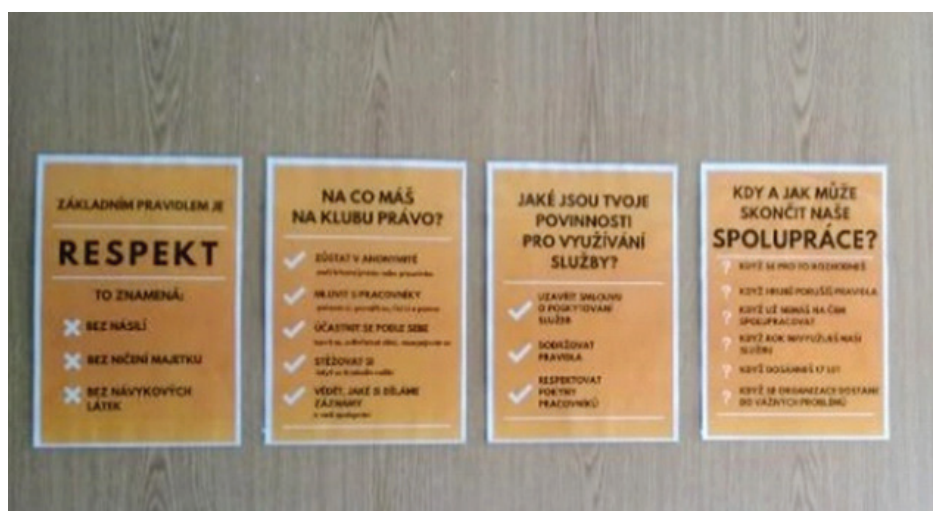 ZÁKLADNÍM PRAVIDLEM JE
RESPEKT
TO ZNAMENÁ:
BEZ NÁSILÍ
BEZ NIČENÍ MAJETKU
BEZ NÁVYKOVÝCH
LÁTEK
NA CO MÁŠ
NA KLUBU PRÁVO?
ZŮSTAT V ANONYMITĚ
MLUVIT S PRACOVNÍKY
ÚČASTNIT SE PODLE SEBE
STĚŽOVAT SI
VĚDĚT, JAKÉ SI DĚLÁME
ZÁZNAMY
JAKÉ JSOU TVOJE
POVINNOSTI
PRO VYUŽÍVÁNÍ
SLUŽBY?
UZAVŘÍT SMLOUVU
O POSKYTOVÁNÍ
SLUŽEB
DODRŽOVAT
PRAVIDLA
RESPEKTOVAT
POKYNY
PRACOVNÍKŮ
KDY A JAK MŮŽE
SKONČIT NAŠE
SPOLUPRÁCE?
KDYŽ SE PRO TO ROZHODNEŠ
KDYŽ HRUBĚ PORUŠÍŠ PRAVIDLA
KDYŽ UŽ NEMÁŠ NA ČEM
SPOLUPRACOVAT
KDYŽ ROK NEVYUŽIJEŠ NAŠI
SLUŽBU
KDYŽ DOSÁHNEŠ 17 LET
KDYŽ SE ORGANIZACE DOSTANE
DO VÁŽNÝCH PROBLÉMŮ